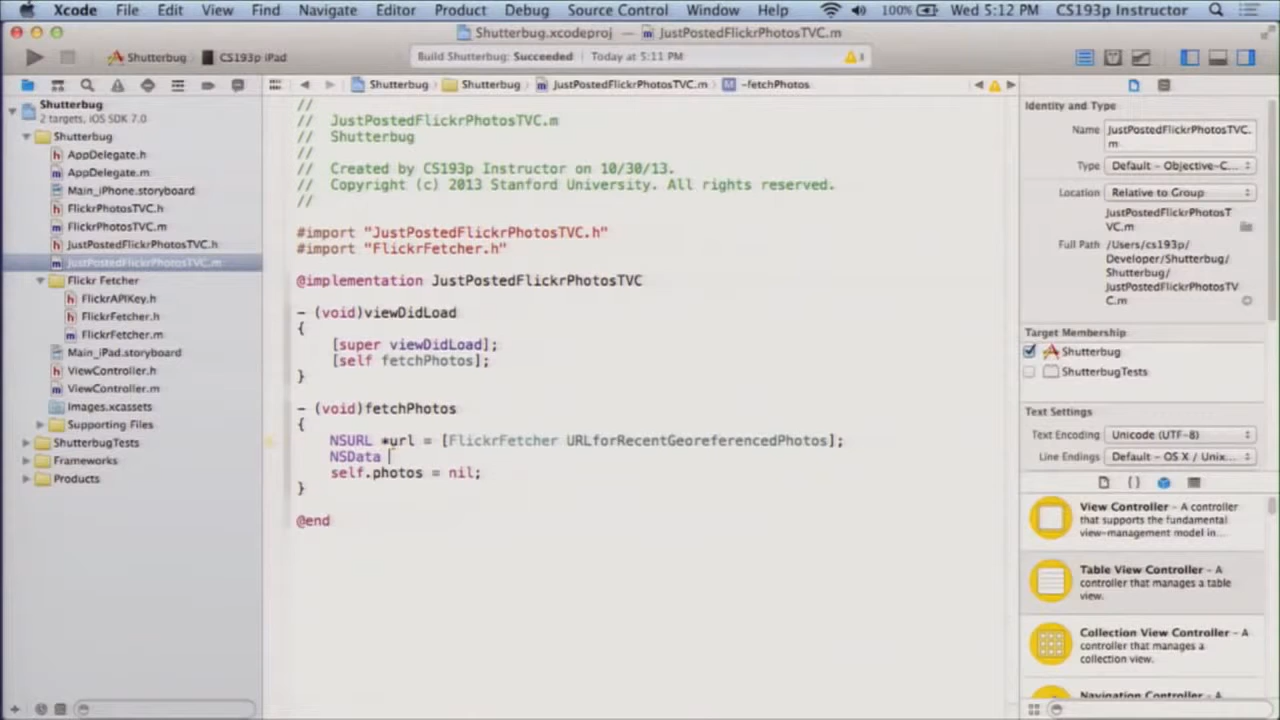 Xcode File Edit View Find Navigate Editor Product Debug Source Control Window Help 100% Wed 5:12 PM CS193p Instructor
Shutterbug.xcodeproj — JustPostedFlickrPhotosTVC.m
Shutterbug CS193p iPad
Build Shutterbug: Succeeded Today at 5:11 PM 1
Shutterbug Shutterbug JustPostedFlickrPhotosTVC.m M -fetchPhotos
Shutterbug
2 targets, iOS SDK 7.0
Shutterbug
h AppDelegate.h
m AppDelegate.m
Main_iPhone.storyboard
h FlickrPhotosTVC.h
m FlickrPhotosTVC.m
h JustPostedFlickrPhotosTVC.h
m JustPostedFlickrPhotosTVC.m
Flickr Fetcher
h FlickrAPIKey.h
h FlickrFetcher.h
m FlickrFetcher.m
Main_iPad.storyboard
h ViewController.h
m ViewController.m
Images.xcassets
Supporting Files
ShutterbugTests
Frameworks
Products
//
// JustPostedFlickrPhotosTVC.m
// Shutterbug
//
// Created by CS193p Instructor on 10/30/13.
// Copyright (c) 2013 Stanford University. All rights reserved.
//
#import "JustPostedFlickrPhotosTVC.h"
#import "FlickrFetcher.h"
@implementation JustPostedFlickrPhotosTVC
- (void)viewDidLoad
{
[super viewDidLoad];
[self fetchPhotos];
}
- (void)fetchPhotos
{
NSURL *url = [FlickrFetcher URLforRecentGeoreferencedPhotos];
NSData
self.photos = nil;
}
@end
Identity and Type
Name JustPostedFlickrPhotosTVC.
m
Type Default - Objective-C...
Location Relative to Group
JustPostedFlickrPhotosT
VC.m
Full Path /Users/cs193p/
Developer/Shutterbug/
Shutterbug/
JustPostedFlickrPhotosTV
C.m
Target Membership
Shutterbug
ShutterbugTests
Text Settings
Text Encoding Unicode (UTF-8)
Line Endings Default - OS X / Unix...
{ }
View Controller - A controller
that supports the fundamental
view-management model in...
Table View Controller - A
controller that manages a table
view.
Collection View Controller - A
controller that manages a
collection view.
Navigation Controller - A